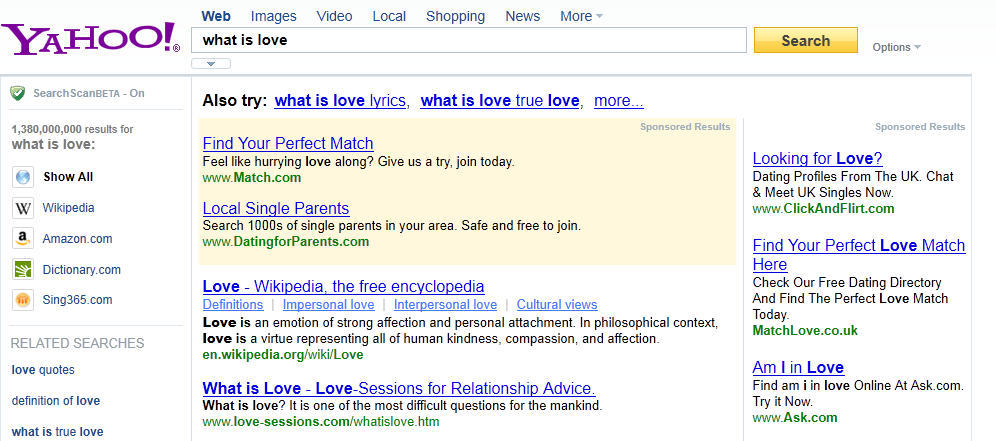 Web Images Video Local Shopping News More
YAHOO!®
what is love
Search
Options
SearchScanBETA - On
1,380,000,000 results for
what is love:
Show All
W Wikipedia
a Amazon.com
Dictionary.com
Sing365.com
RELATED SEARCHES
love quotes
definition of love
what is true love
Also try: what is love lyrics, what is love true love, more...
Sponsored Results
Find Your Perfect Match
Feel like hurrying love along? Give us a try, join today.
www.Match.com
Local Single Parents
Search 1000s of single parents in your area. Safe and free to join.
www.DatingforParents.com
Love - Wikipedia, the free encyclopedia
Definitions | Impersonal love | Interpersonal love | Cultural views
Love is an emotion of strong affection and personal attachment. In philosophical context,
love is a virtue representing all of human kindness, compassion, and affection.
en.wikipedia.org/wiki/Love
What is Love - Love-Sessions for Relationship Advice.
What is love? It is one of the most difficult questions for the mankind.
www.love-sessions.com/whatislove.htm
Sponsored Results
Looking for Love?
Dating Profiles From The UK. Chat
& Meet UK Singles Now.
www.ClickAndFlirt.com
Find Your Perfect Love Match
Here
Check Our Free Dating Directory
And Find The Perfect Love Match
Today.
MatchLove.co.uk
Am I in Love
Find am i in love Online At Ask.com.
Try it Now.
www.Ask.com